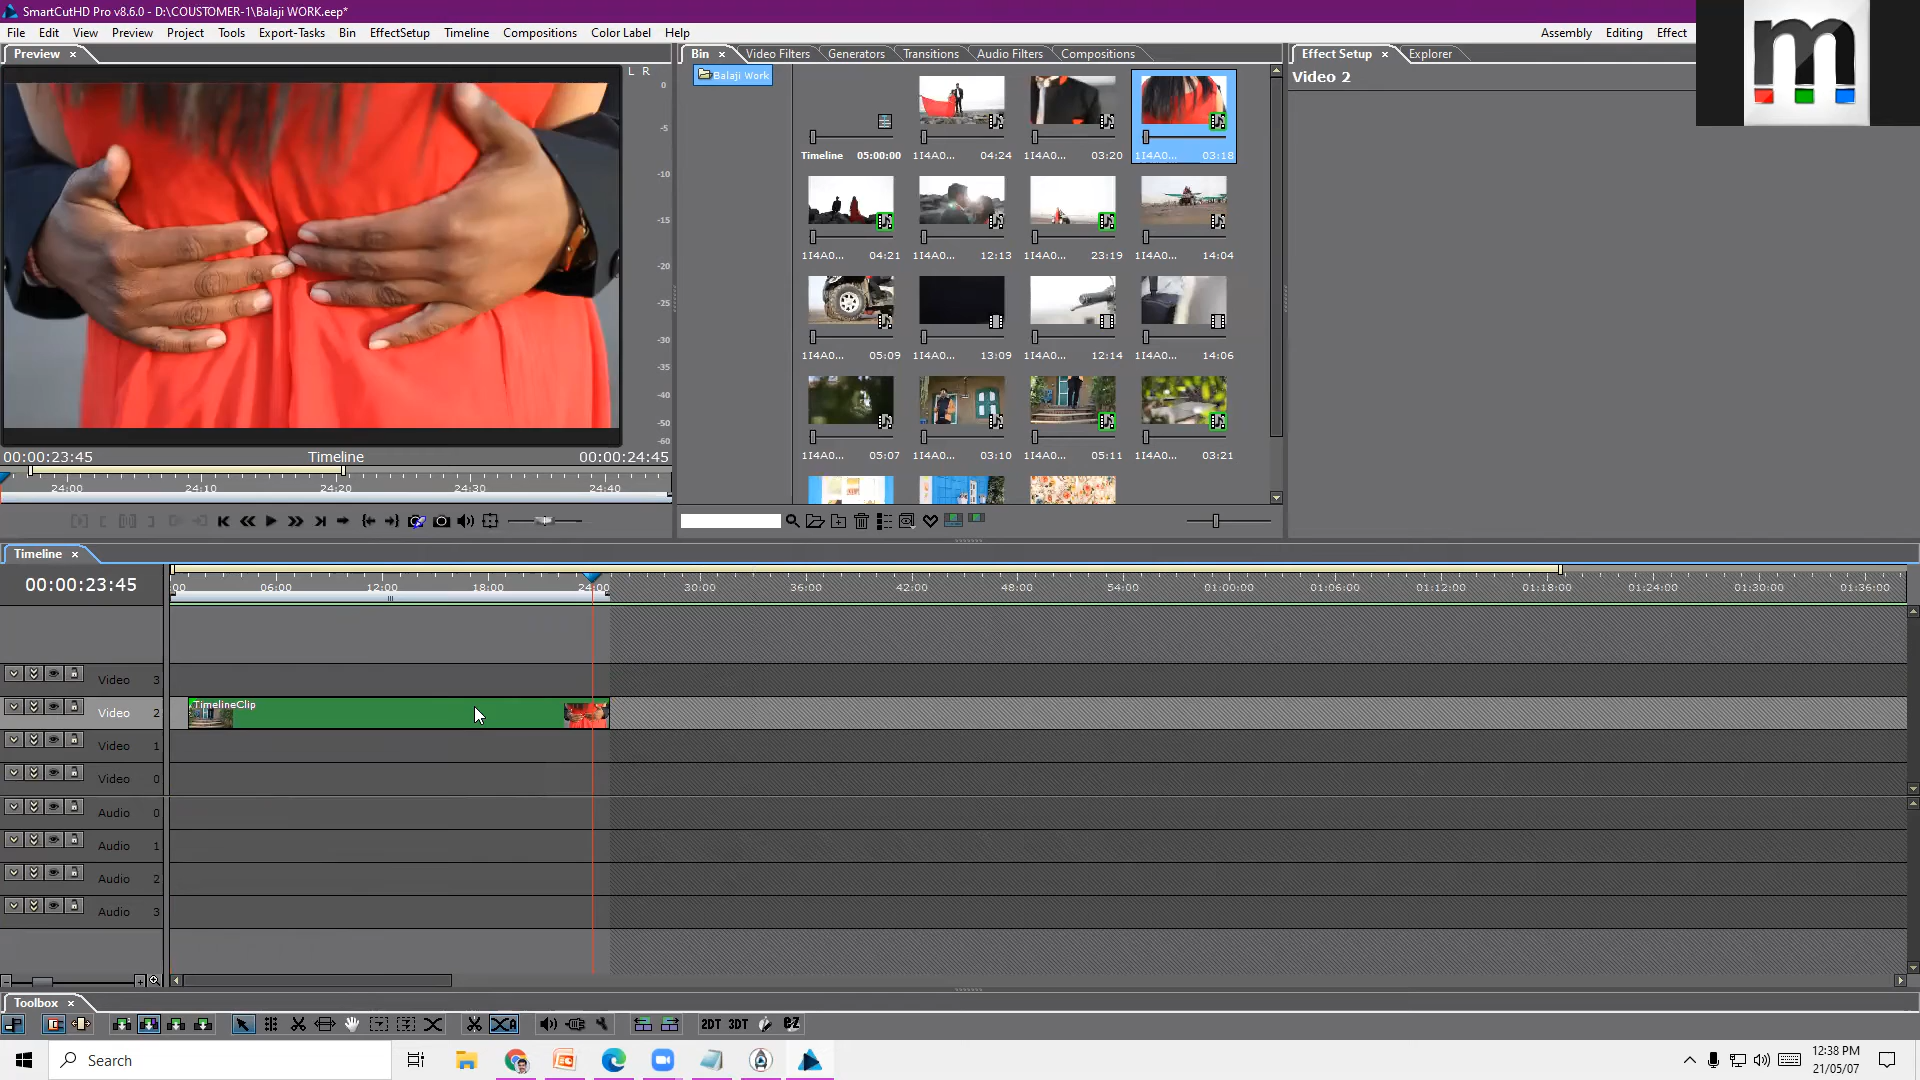 SmartCutHD Pro v8.6.0 - D:\COUSTOMER-1\Balaji WORK.eep*
File Edit View Preview Project Tools Export-Tasks Bin EffectSetup Timeline Compositions Color Label Help
Assembly Editing Effect
m
Preview ×
L R
0
-5
-10
-15
-20
-25
-30
-35
-40
-50
-60
00:00:23:45 Timeline 00:00:24:45
24:00 24:10 24:20 24:30 24:40
Bin × Video Filters Generators Transitions Audio Filters Compositions
Balaji Work
Timeline 05:00:00 1I4A0... 04:24 1I4A0... 03:20 1I4A0... 03:18
1I4A0... 04:21 1I4A0... 12:13 1I4A0... 23:19 1I4A0... 14:04
1I4A0... 05:09 1I4A0... 13:09 1I4A0... 12:14 1I4A0... 14:06
1I4A0... 05:07 1I4A0... 03:10 1I4A0... 05:11 1I4A0... 03:21
Effect Setup × Explorer
Video 2
Timeline ×
00:00:23:45
:00 06:00 12:00 18:00 24:00 30:00 36:00 42:00 48:00 54:00 01:00:00 01:06:00 01:12:00 01:18:00 01:24:00 01:30:00 01:36:00
Video 3
Video 2
TimelineClip
Video 1
Video 0
Audio 0
Audio 1
Audio 2
Audio 3
Toolbox ×
2DT 3DT eZ
Search
12:38 PM
21/05/07